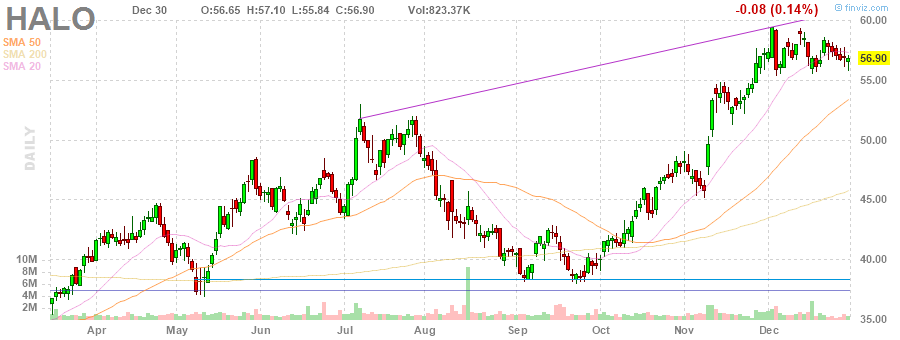 HALO Dec 30 O:56.65 H:57.10 L:55.84 C:56.90 Vol:823.37K -0.08 (0.14%) © finviz.com
SMA 50
SMA 200
SMA 20
DAILY
60.00
56.90
55.00
50.00
45.00
40.00
35.00
10M
8M
6M
4M
2M
Apr May Jun Jul Aug Sep Oct Nov Dec